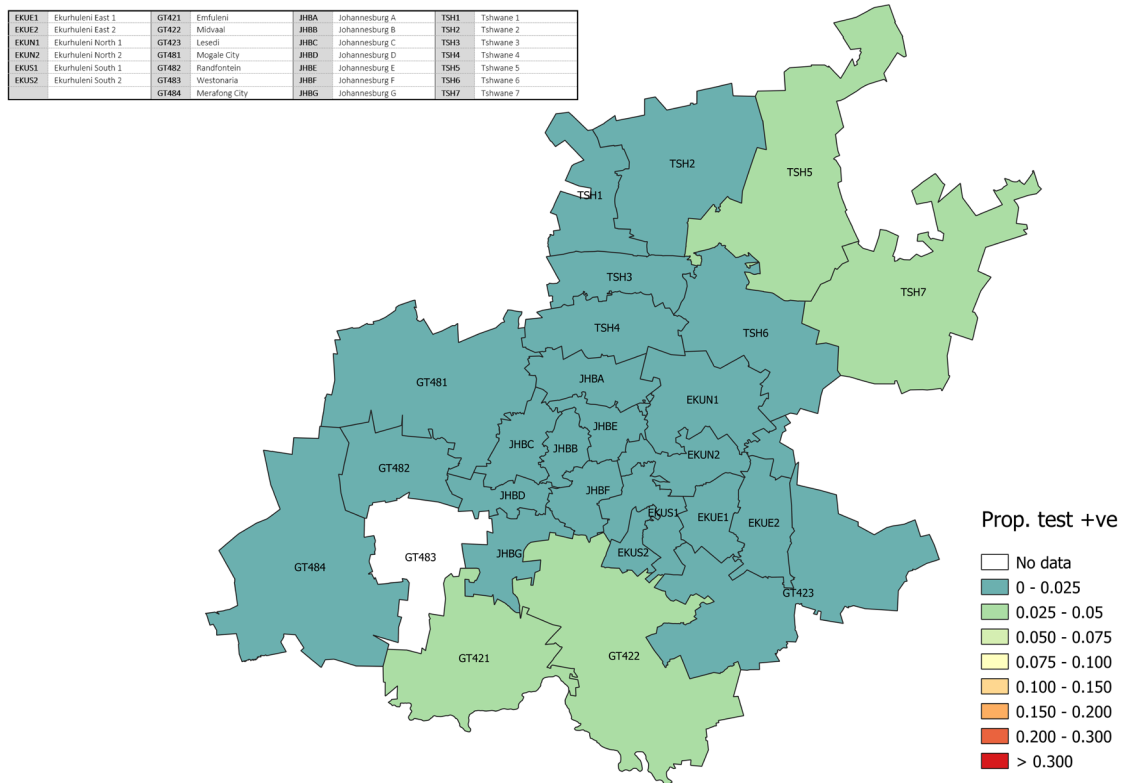 EKUE1 Ekurhuleni East 1 GT421 Emfuleni JHBA Johannesburg A TSH1 Tshwane 1
EKUE2 Ekurhuleni East 2 GT422 Midvaal JHBB Johannesburg B TSH2 Tshwane 2
EKUN1 Ekurhuleni North 1 GT423 Lesedi JHBC Johannesburg C TSH3 Tshwane 3
EKUN2 Ekurhuleni North 2 GT481 Mogale City JHBD Johannesburg D TSH4 Tshwane 4
EKUS1 Ekurhuleni South 1 GT482 Randfontein JHBE Johannesburg E TSH5 Tshwane 5
EKUS2 Ekurhuleni South 2 GT483 Westonaria JHBF Johannesburg F TSH6 Tshwane 6
GT484 Merafong City JHBG Johannesburg G TSH7 Tshwane 7
TSH2
TSH5
TSH1
TSH3
TSH7
TSH4
TSH6
GT481
JHBA
EKUN1
JHBE
JHBC
JHBB
EKUN2
GT482
JHBD
JHBF
EKUS1
EKUE1
EKUE2
GT483
JHBG
EKUS2
GT484
GT423
GT421
GT422
Prop. test +ve
No data
0 - 0.025
0.025 - 0.05
0.050 - 0.075
0.075 - 0.100
0.100 - 0.150
0.150 - 0.200
0.200 - 0.300
> 0.300